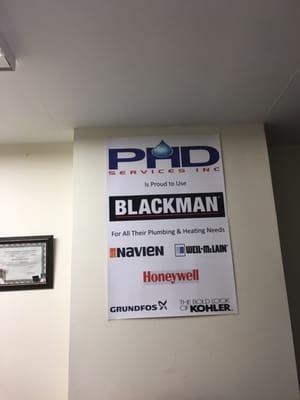 PHD
SERVICES INC
Is Proud to Use
BLACKMAN
For All Their Plumbing & Heating Needs
NAVIEN WEIL-McLAIN
Honeywell
GRUNDFOS THE BOLD LOOK
OF KOHLER